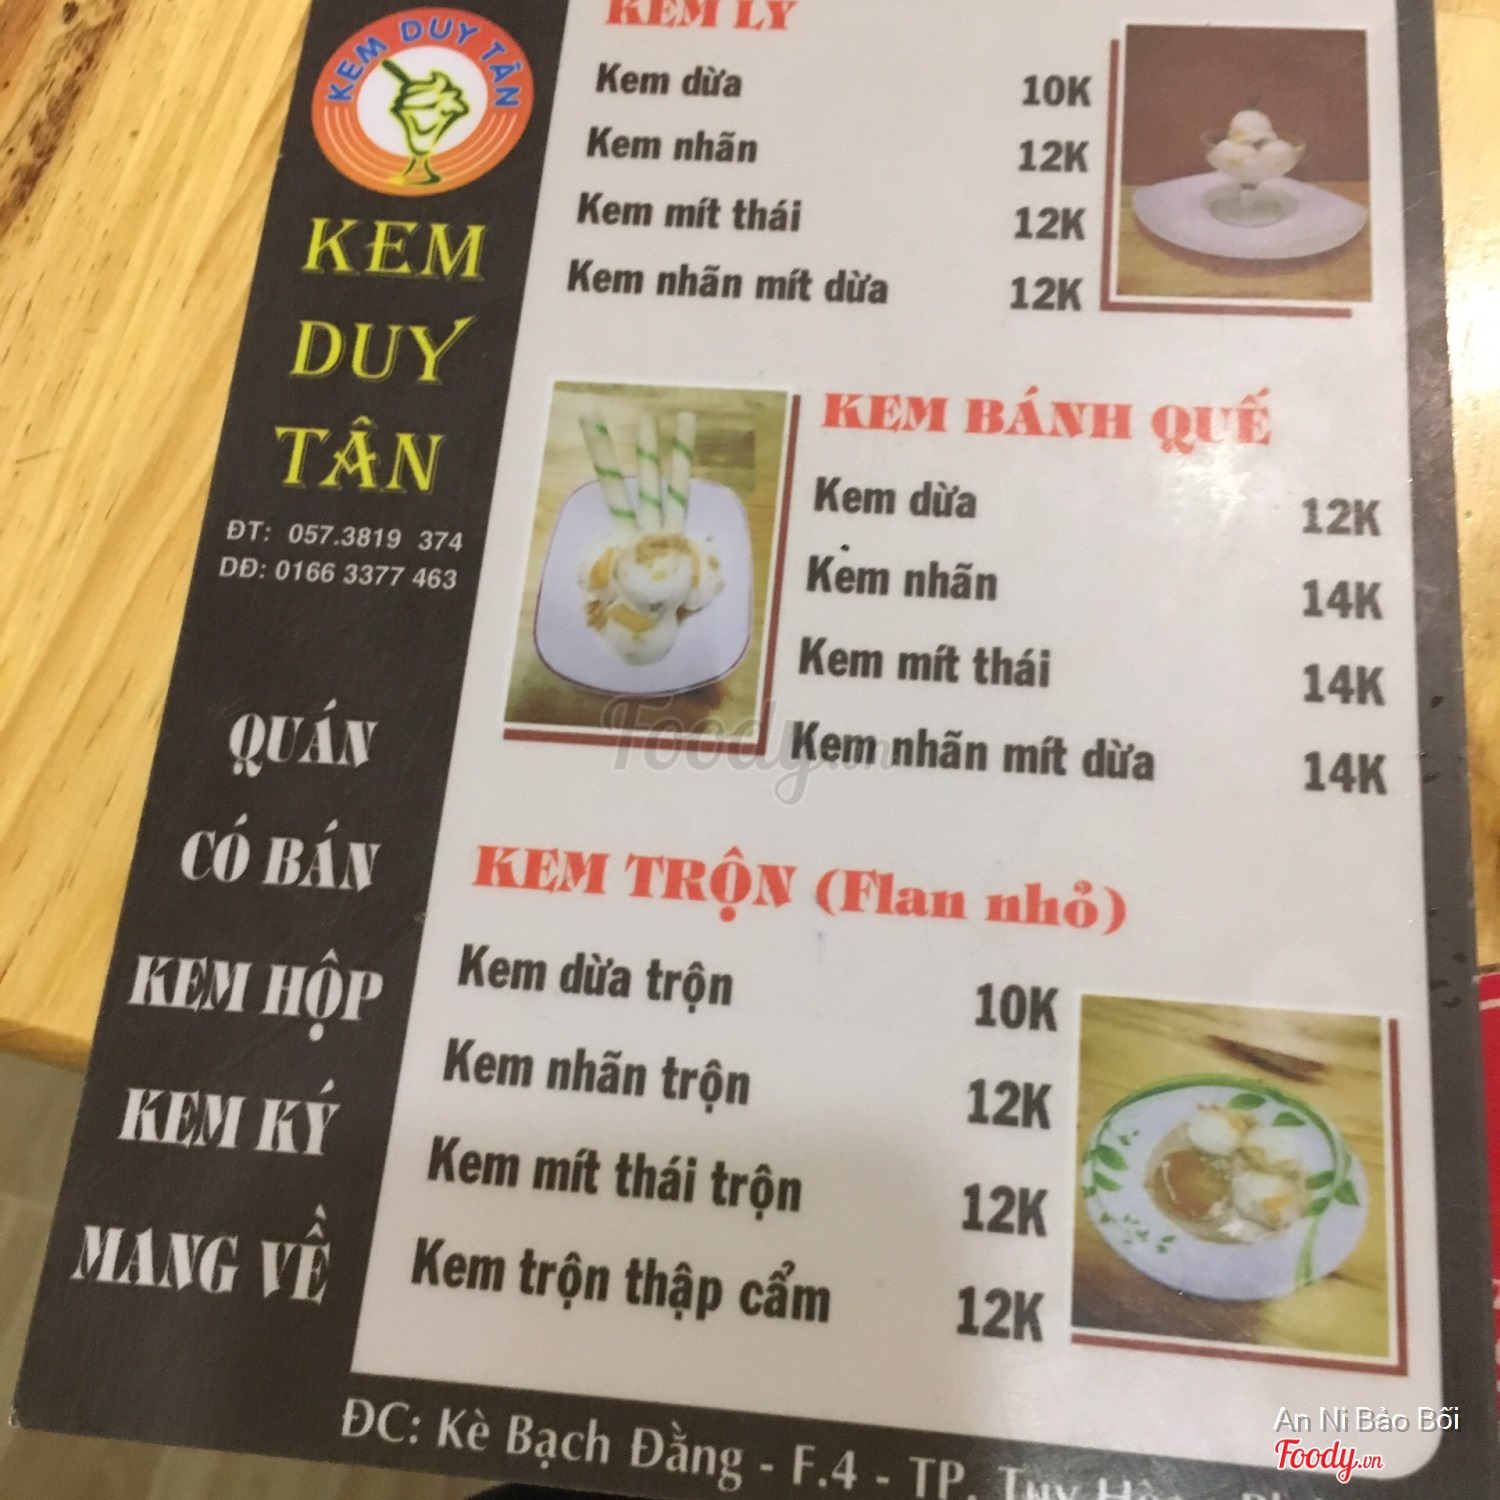 KEM DUY TÂN
KEM
DUY
TÂN
ĐT: 057.3819 374
DĐ: 0166 3377 463
QUÁN
CÓ BÁN
KEM HỘP
KEM KÝ
MANG VỀ
KEM LY
Kem dừa 10K
Kem nhãn 12K
Kem mít thái 12K
Kem nhãn mít dừa 12K
KEM BÁNH QUẾ
Kem dừa 12K
Kem nhãn 14K
Kem mít thái 14K
Kem nhãn mít dừa 14K
Foody.vn
KEM TRỘN (Flan nhỏ)
Kem dừa trộn 10K
Kem nhãn trộn 12K
Kem mít thái trộn 12K
Kem trộn thập cẩm 12K
ĐC: Kè Bạch Đằng - F.4 - TP. Tuy
An Ni Bảo Bối
Foody.vn